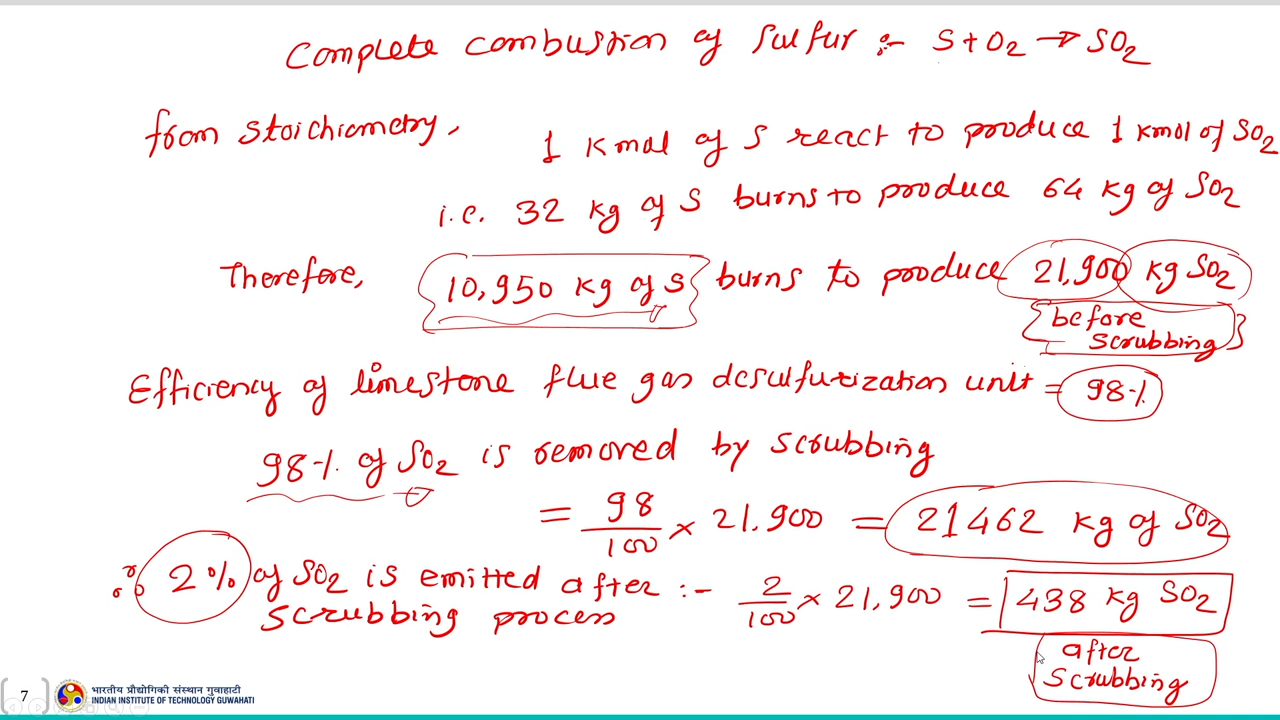 Complete combustion of sulfur :- S + O2 → SO2
from stoichiometry, 1 Kmol of S react to produce 1 Kmol of SO2
i.e. 32 kg of S burns to produce 64 kg of SO2
Therefore, 10,950 kg of S burns to produce 21,900 kg SO2
before scrubbing
Efficiency of limestone flue gas desulfurization unit = 98%
98% of SO2 is removed by scrubbing
= 98/100 × 21,900 = 21462 kg of SO2
∴ 2% of SO2 is emitted after scrubbing process :- 2/100 × 21,900 = 438 kg SO2
after scrubbing
7
भारतीय प्रौद्योगिकी संस्थान गुवाहाटी
INDIAN INSTITUTE OF TECHNOLOGY GUWAHATI